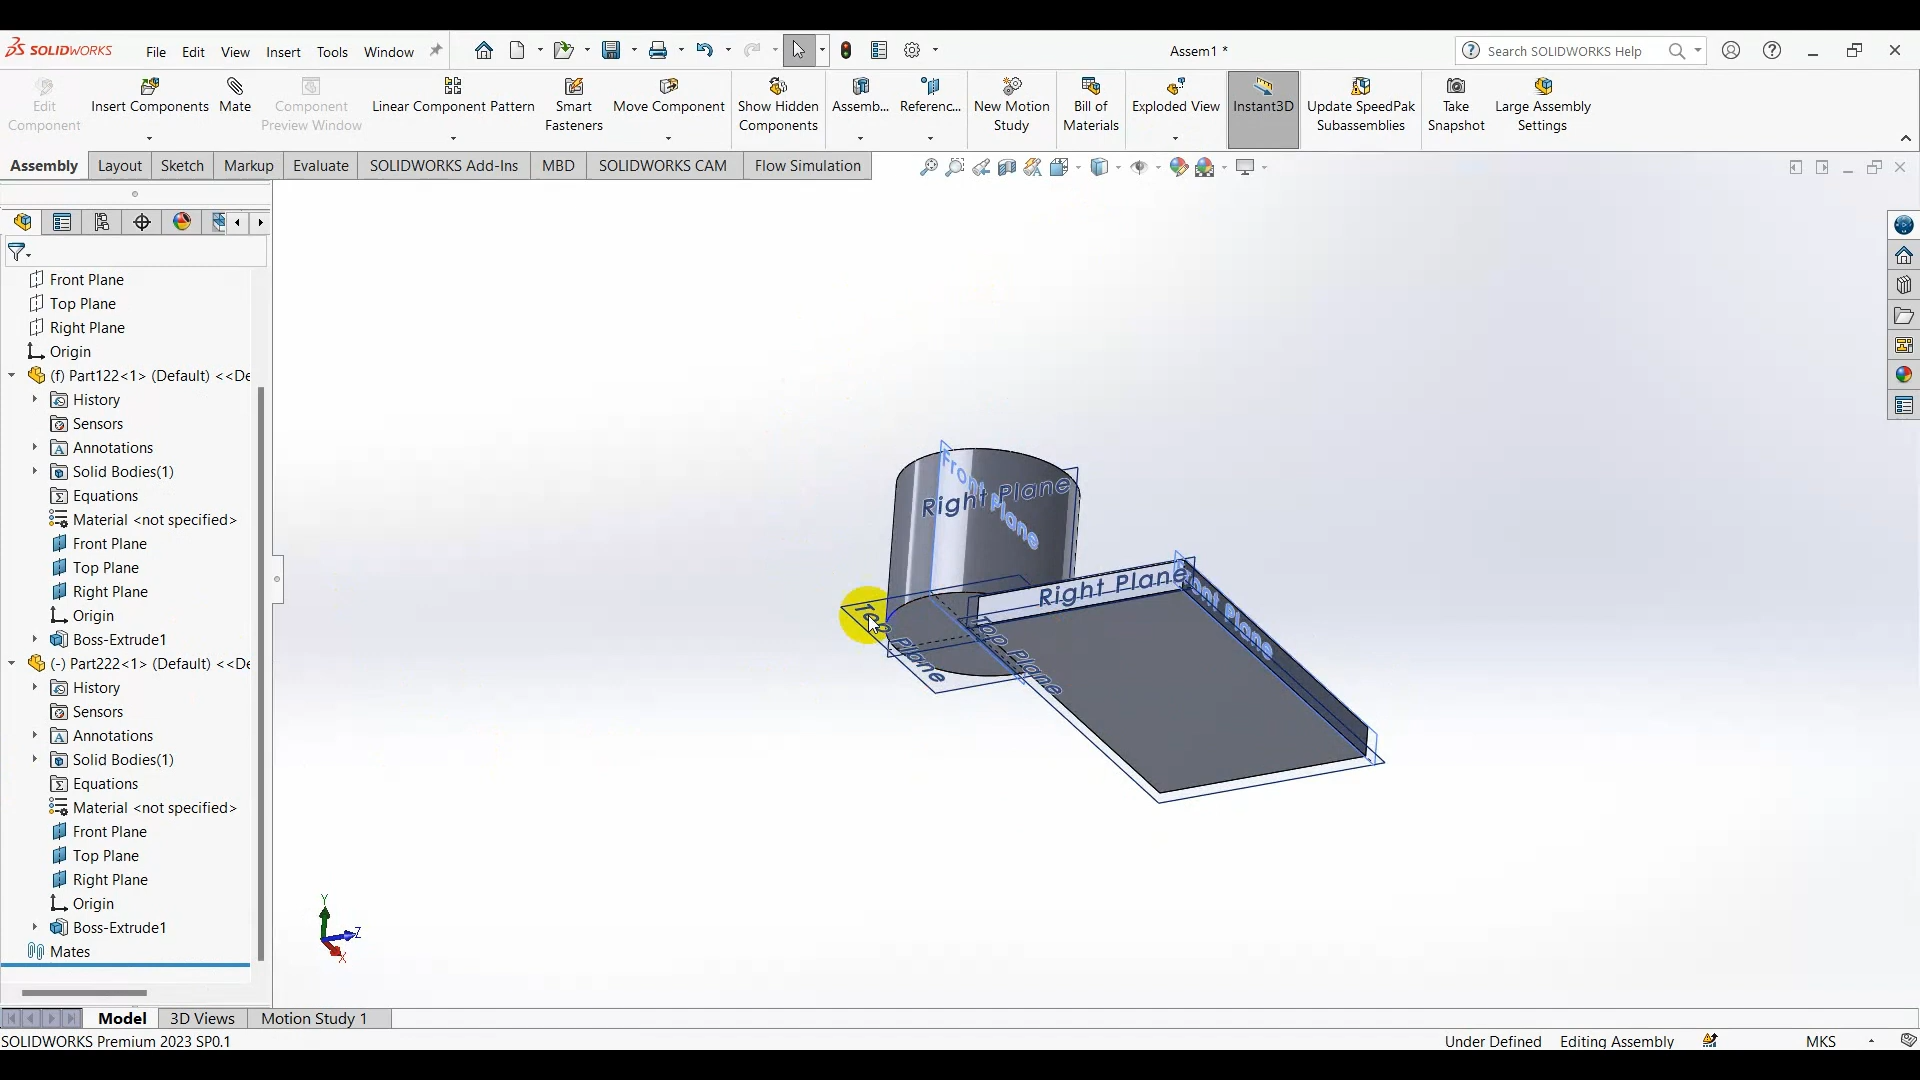 SOLIDWORKS
File Edit View Insert Tools Window
Assem1 *
Search SOLIDWORKS Help
Edit Component
Insert Components
Mate
Component Preview Window
Linear Component Pattern
Smart Fasteners
Move Component
Show Hidden Components
Assemb...
Referenc...
New Motion Study
Bill of Materials
Exploded View
Instant3D
Update SpeedPak Subassemblies
Take Snapshot
Large Assembly Settings
Assembly Layout Sketch Markup Evaluate SOLIDWORKS Add-Ins MBD SOLIDWORKS CAM Flow Simulation
Front Plane
Top Plane
Right Plane
Origin
(f) Part122<1> (Default) <<De
History
Sensors
Annotations
Solid Bodies(1)
Equations
Material <not specified>
Front Plane
Top Plane
Right Plane
Origin
Boss-Extrude1
(-) Part222<1> (Default) <<De
History
Sensors
Annotations
Solid Bodies(1)
Equations
Material <not specified>
Front Plane
Top Plane
Right Plane
Origin
Boss-Extrude1
Mates
Front Plane
Right Plane
Top Plane
Right Plane
Front Plane
Top Plane
Y
Z
X
Model 3D Views Motion Study 1
SOLIDWORKS Premium 2023 SP0.1
Under Defined Editing Assembly MKS